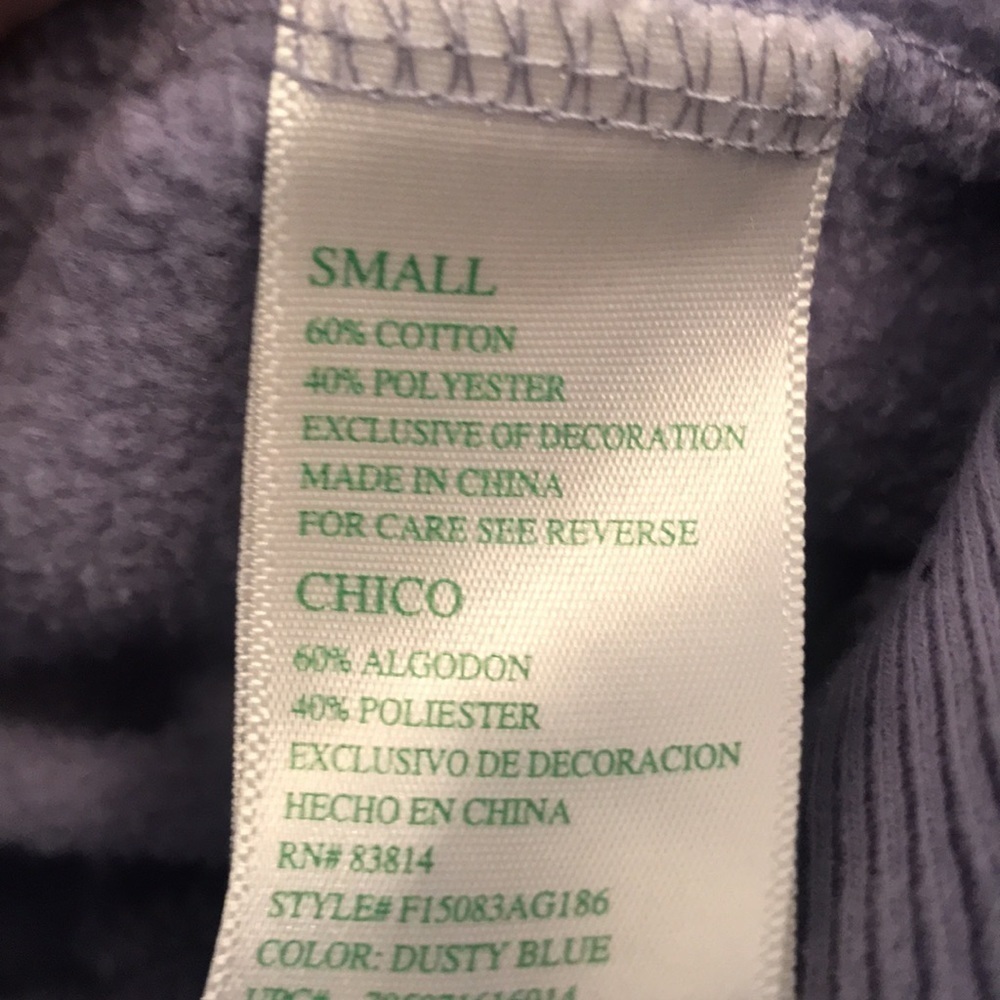 SMALL
60% COTTON
40% POLYESTER
EXCLUSIVE OF DECORATION
MADE IN CHINA
FOR CARE SEE REVERSE
CHICO
60% ALGODON
40% POLIESTER
EXCLUSIVO DE DECORACION
HECHO EN CHINA
RN# 83814
STYLE# F15083AG186
COLOR: DUSTY BLUE
UPC#